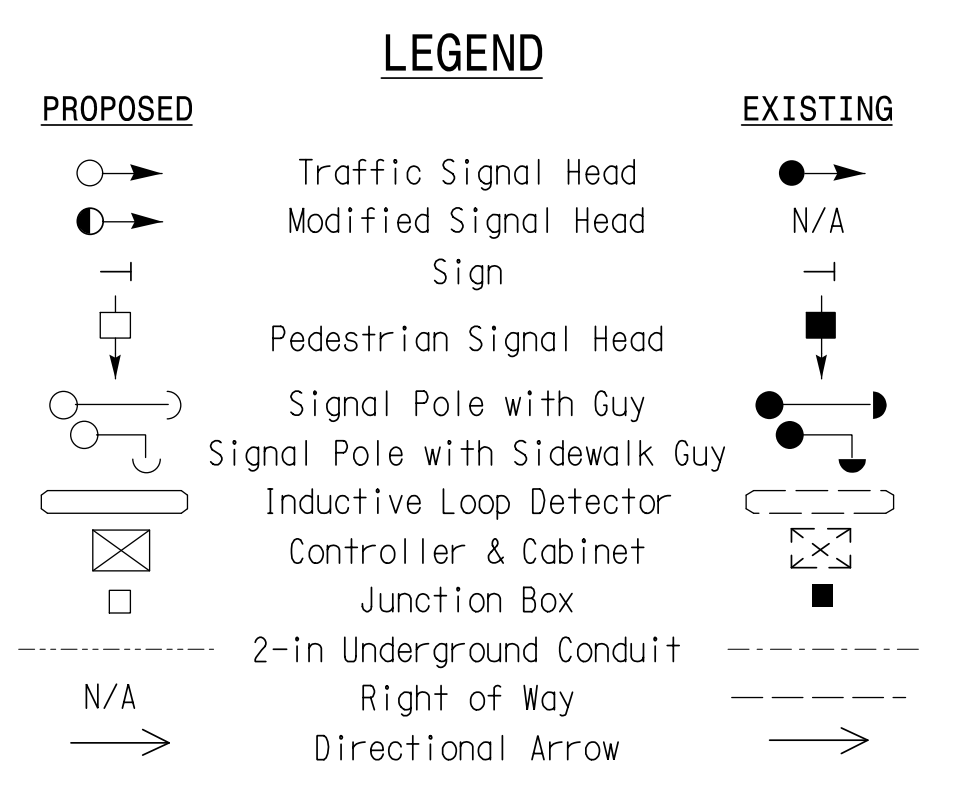 LEGEND
PROPOSED EXISTING
Traffic Signal Head
Modified Signal Head N/A
Sign
Pedestrian Signal Head
Signal Pole with Guy
Signal Pole with Sidewalk Guy
Inductive Loop Detector
Controller & Cabinet
Junction Box
2-in Underground Conduit
N/A Right of Way
Directional Arrow